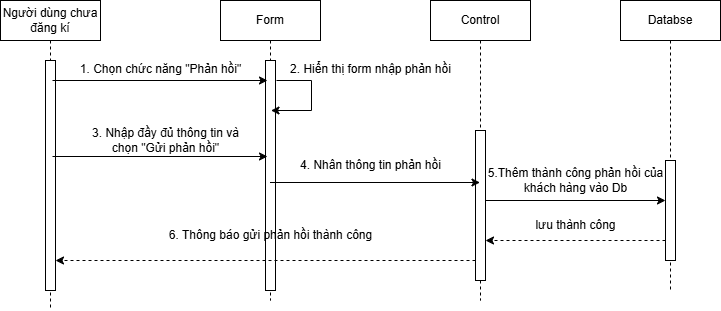 Người dùng chưa
đăng kí
Form
Control
Databse
1. Chọn chức năng "Phản hồi"
2. Hiển thị form nhập phản hồi
3. Nhập đầy đủ thông tin và
chọn "Gửi phản hồi"
4. Nhân thông tin phản hồi
5.Thêm thành công phản hồi của
khách hàng vào Db
lưu thành công
6. Thông báo gửi phản hồi thành công